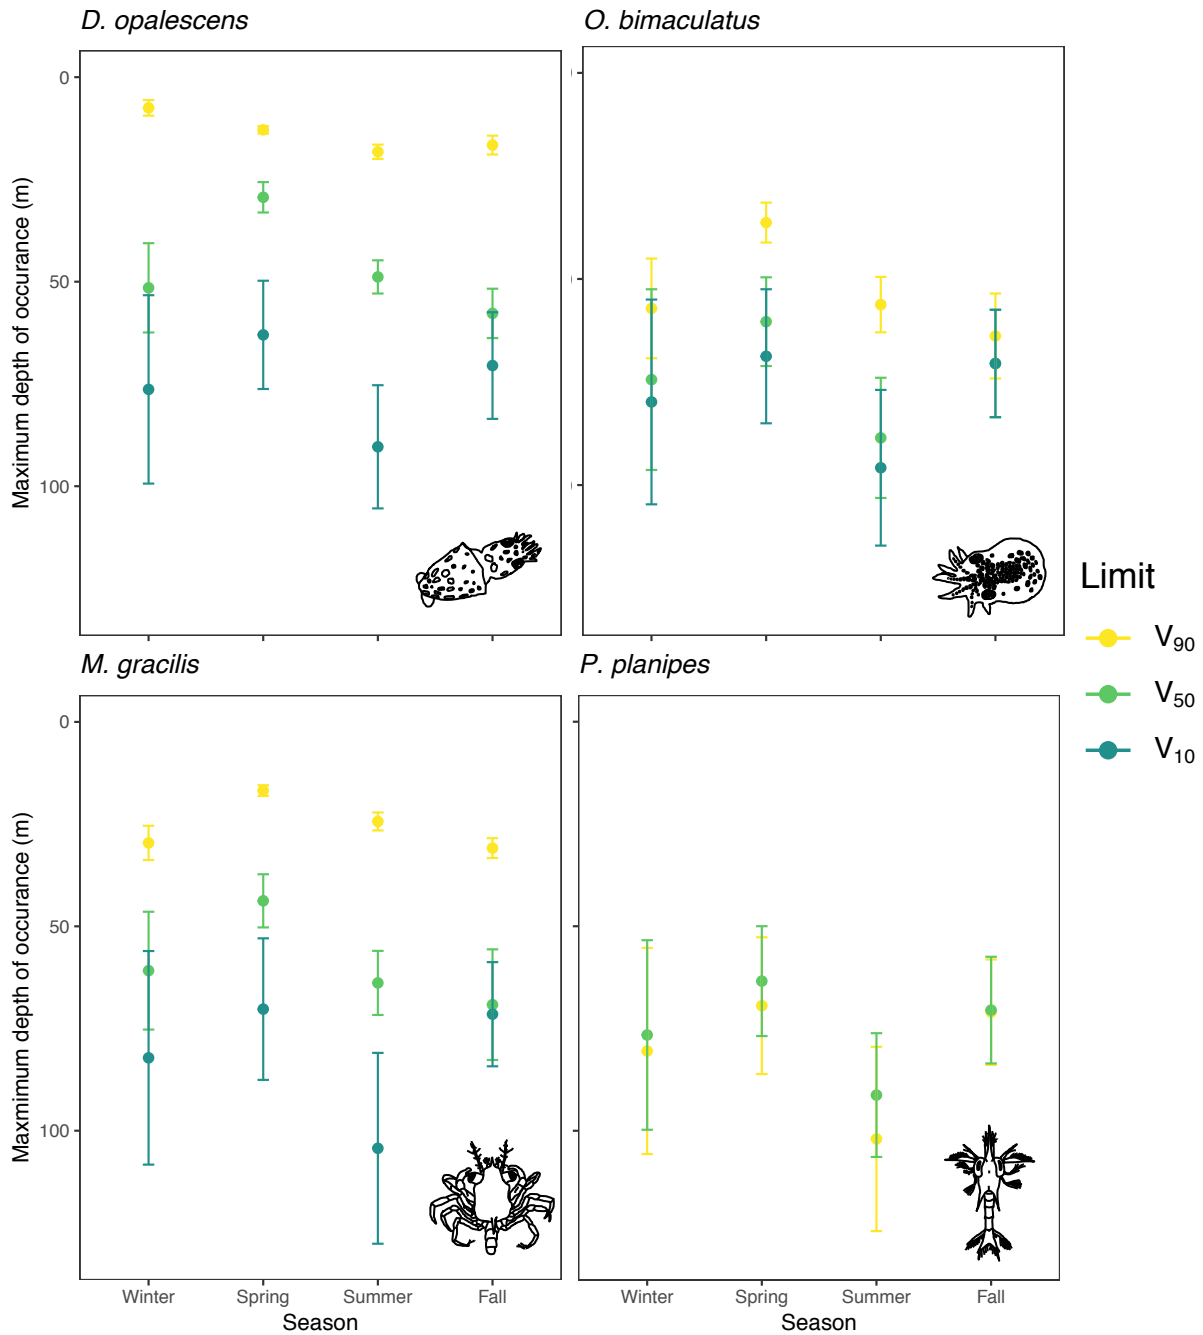 D. opalescens
O. bimaculatus
Maximum depth of occurance (m)
0
50
100
)
)
)
Limit
V90
V50
V10
M. gracilis
P. planipes
Maxmimum depth of occurance (m)
0
50
100
Winter
Spring
Summer
Fall
Season
Winter
Spring
Summer
Fall
Season